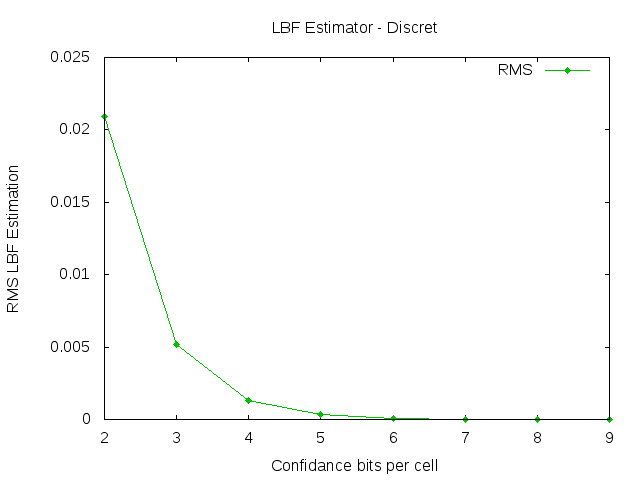 LBF Estimator - Discret
RMS
RMS LBF Estimation
0.025
0.02
0.015
0.01
0.005
0
2 3 4 5 6 7 8 9
Confidance bits per cell